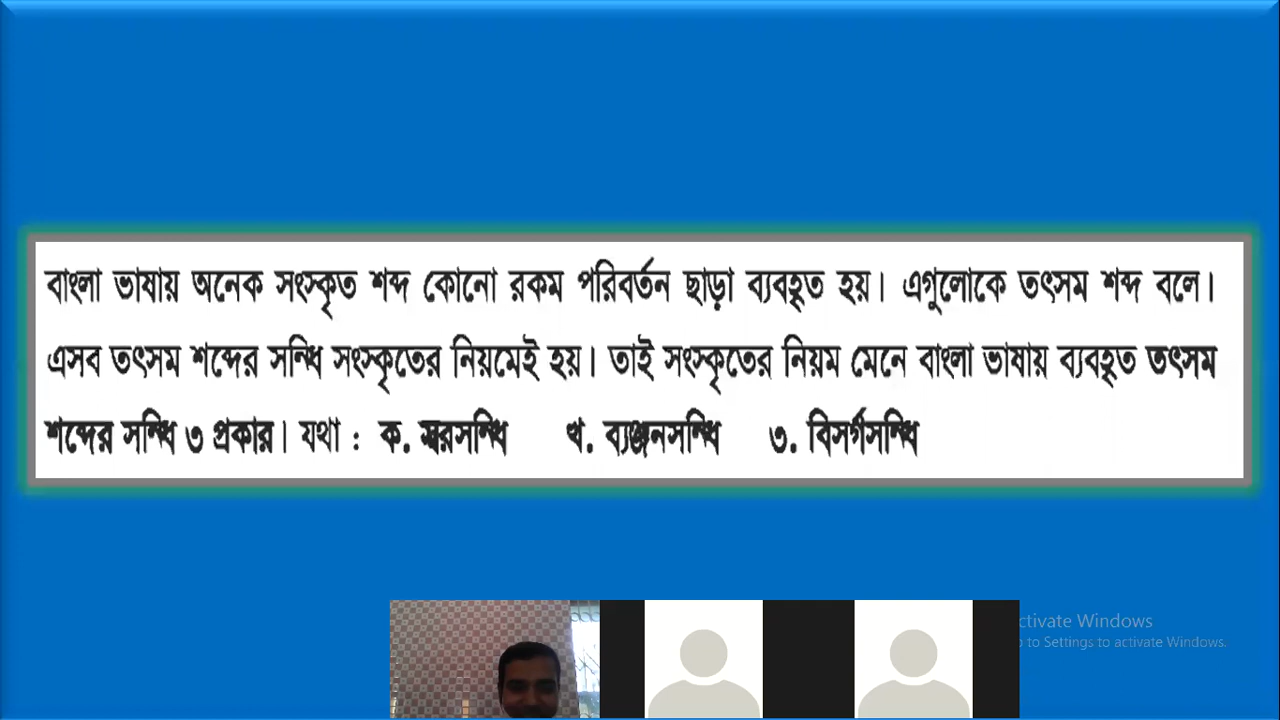 বাংলা ভাষায় অনেক সংস্কৃত শব্দ কোনো রকম পরিবর্তন ছাড়া ব্যবহৃত হয়। এগুলোকে তৎসম শব্দ বলে।
এসব তৎসম শব্দের সন্ধি সংস্কৃতের নিয়মেই হয়। তাই সংস্কৃতের নিয়ম মেনে বাংলা ভাষায় ব্যবহৃত তৎসম
শব্দের সন্ধি ৩ প্রকার। যথা : ক. স্বরসন্ধি খ. ব্যঞ্জনসন্ধি ৩. বিসর্গসন্ধি
ctivate Windows
to Settings to activate Windows.